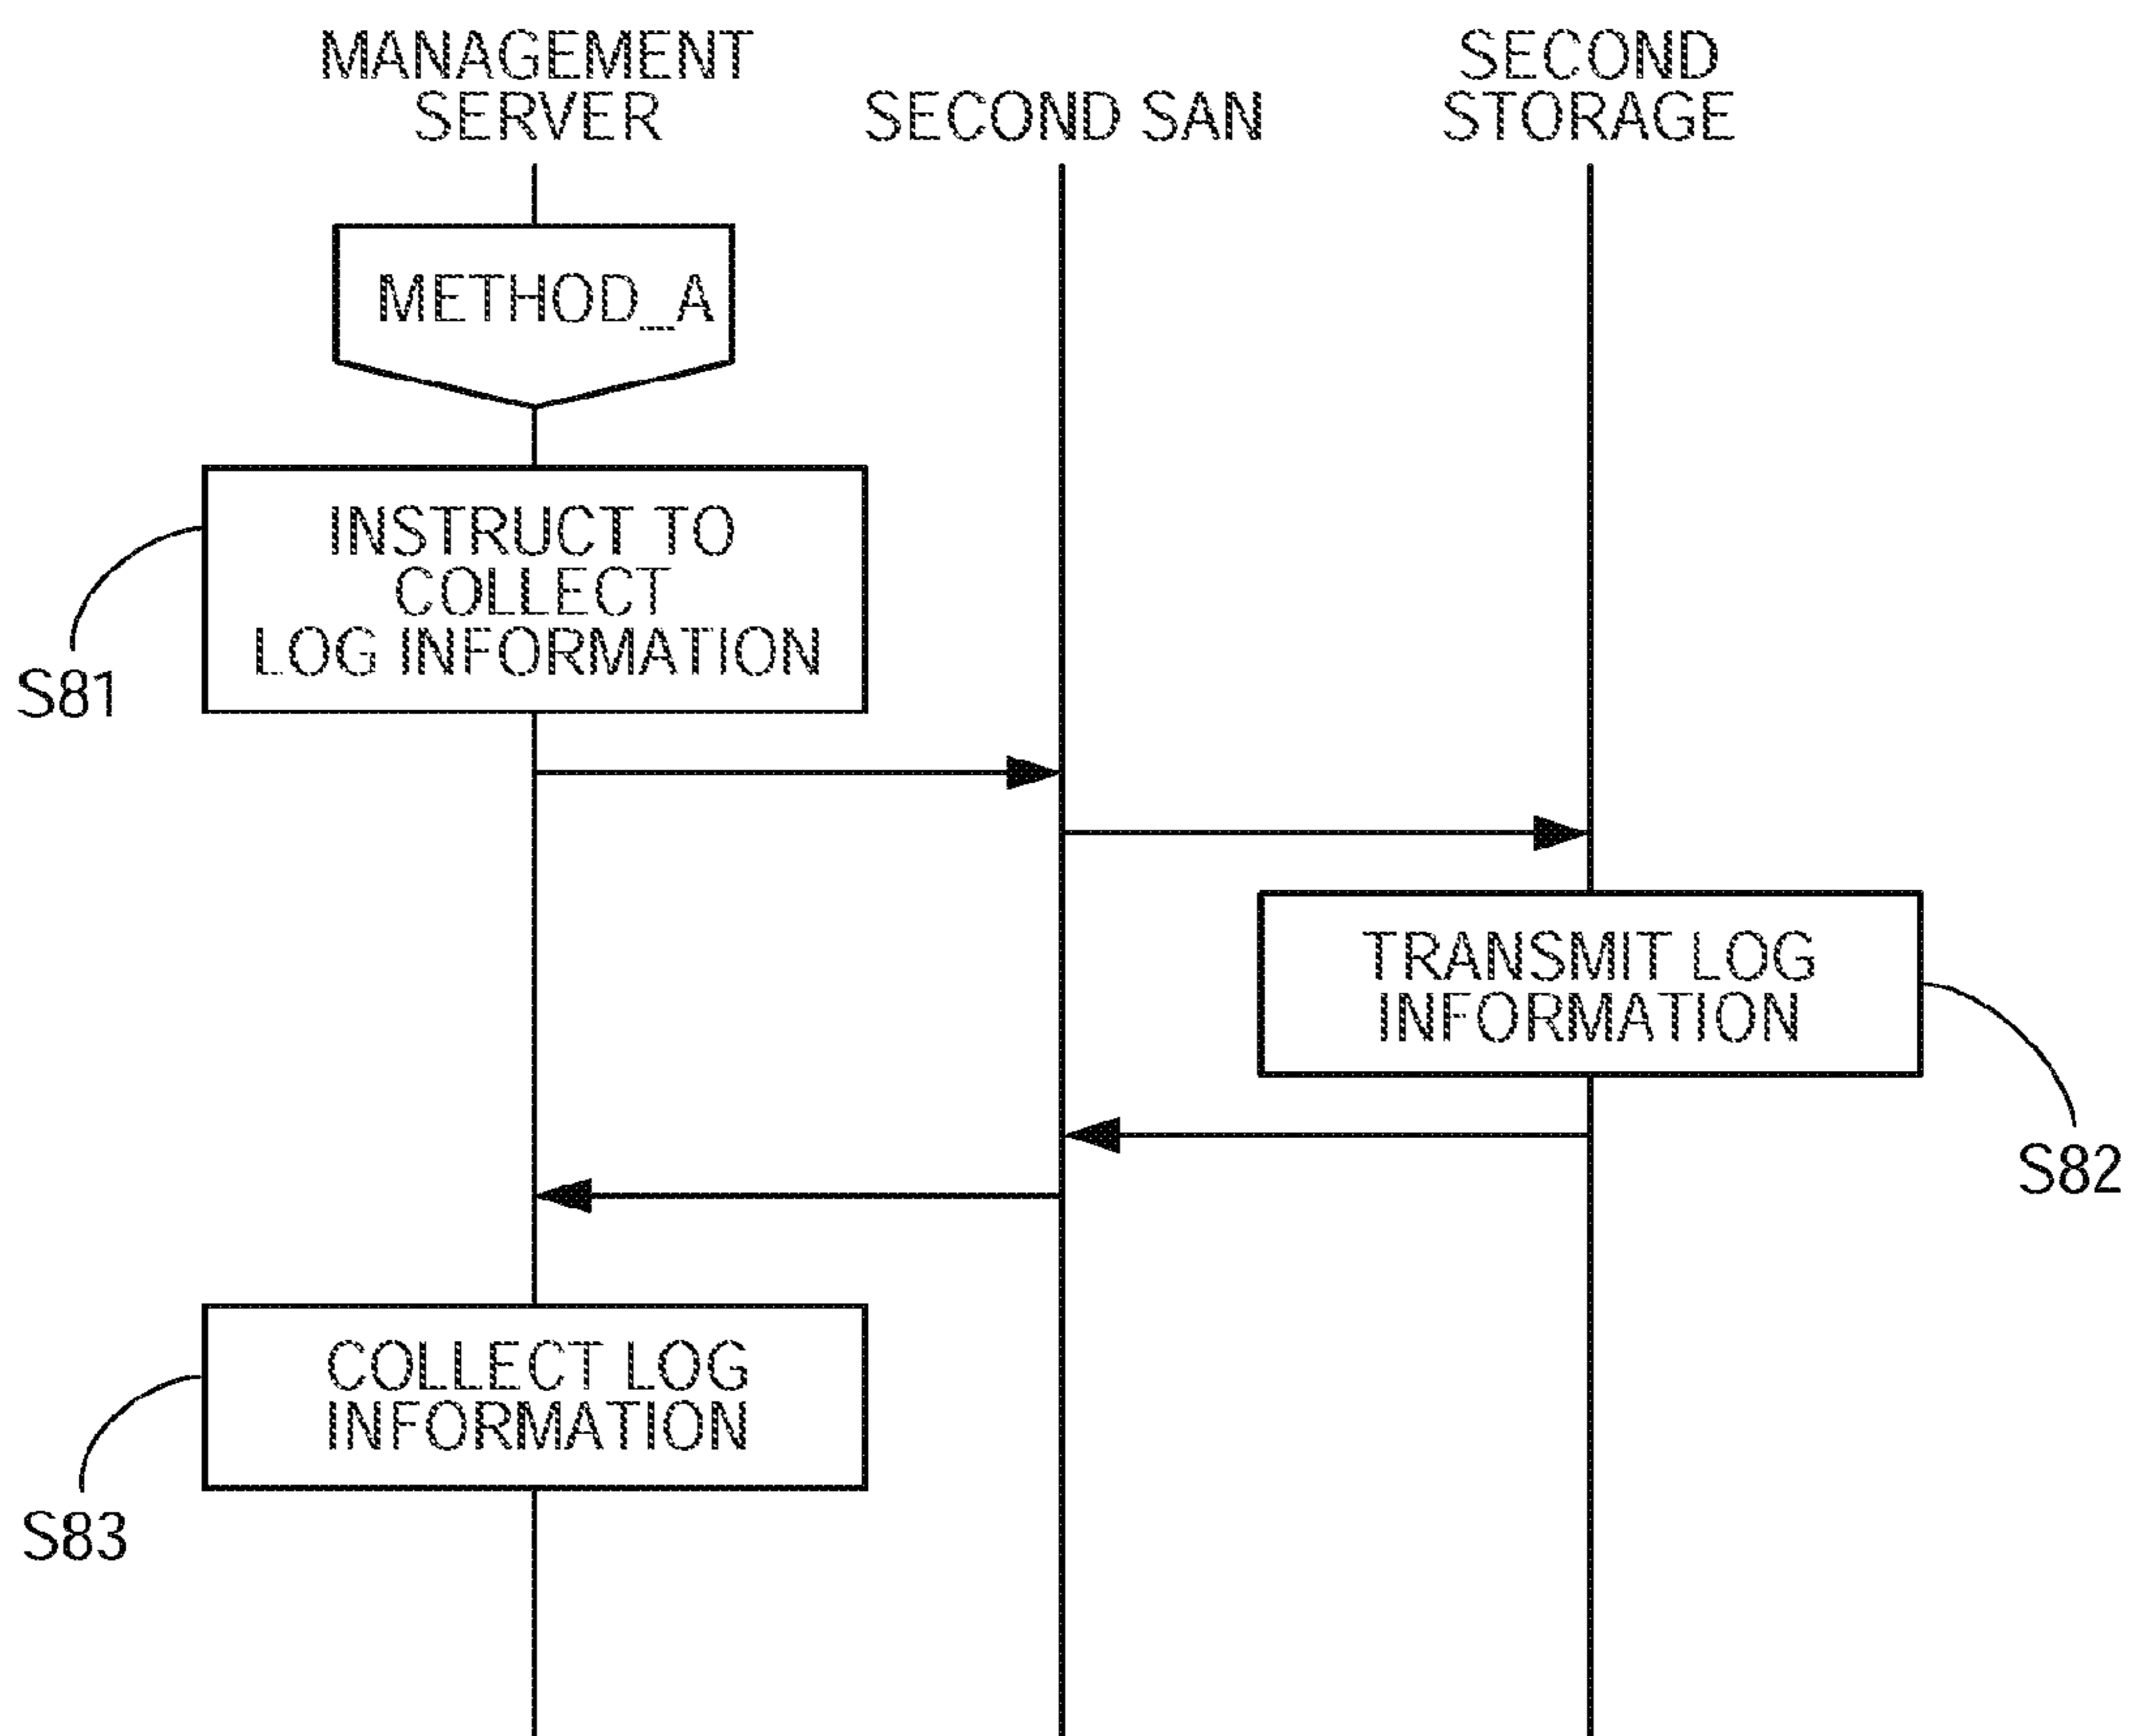 MANAGEMENT
SERVER
SECOND SAN
SECOND
STORAGE
METHOD_A
INSTRUCT TO
COLLECT
LOG INFORMATION
S81
TRANSMIT LOG
INFORMATION
S82
COLLECT LOG
INFORMATION
S83